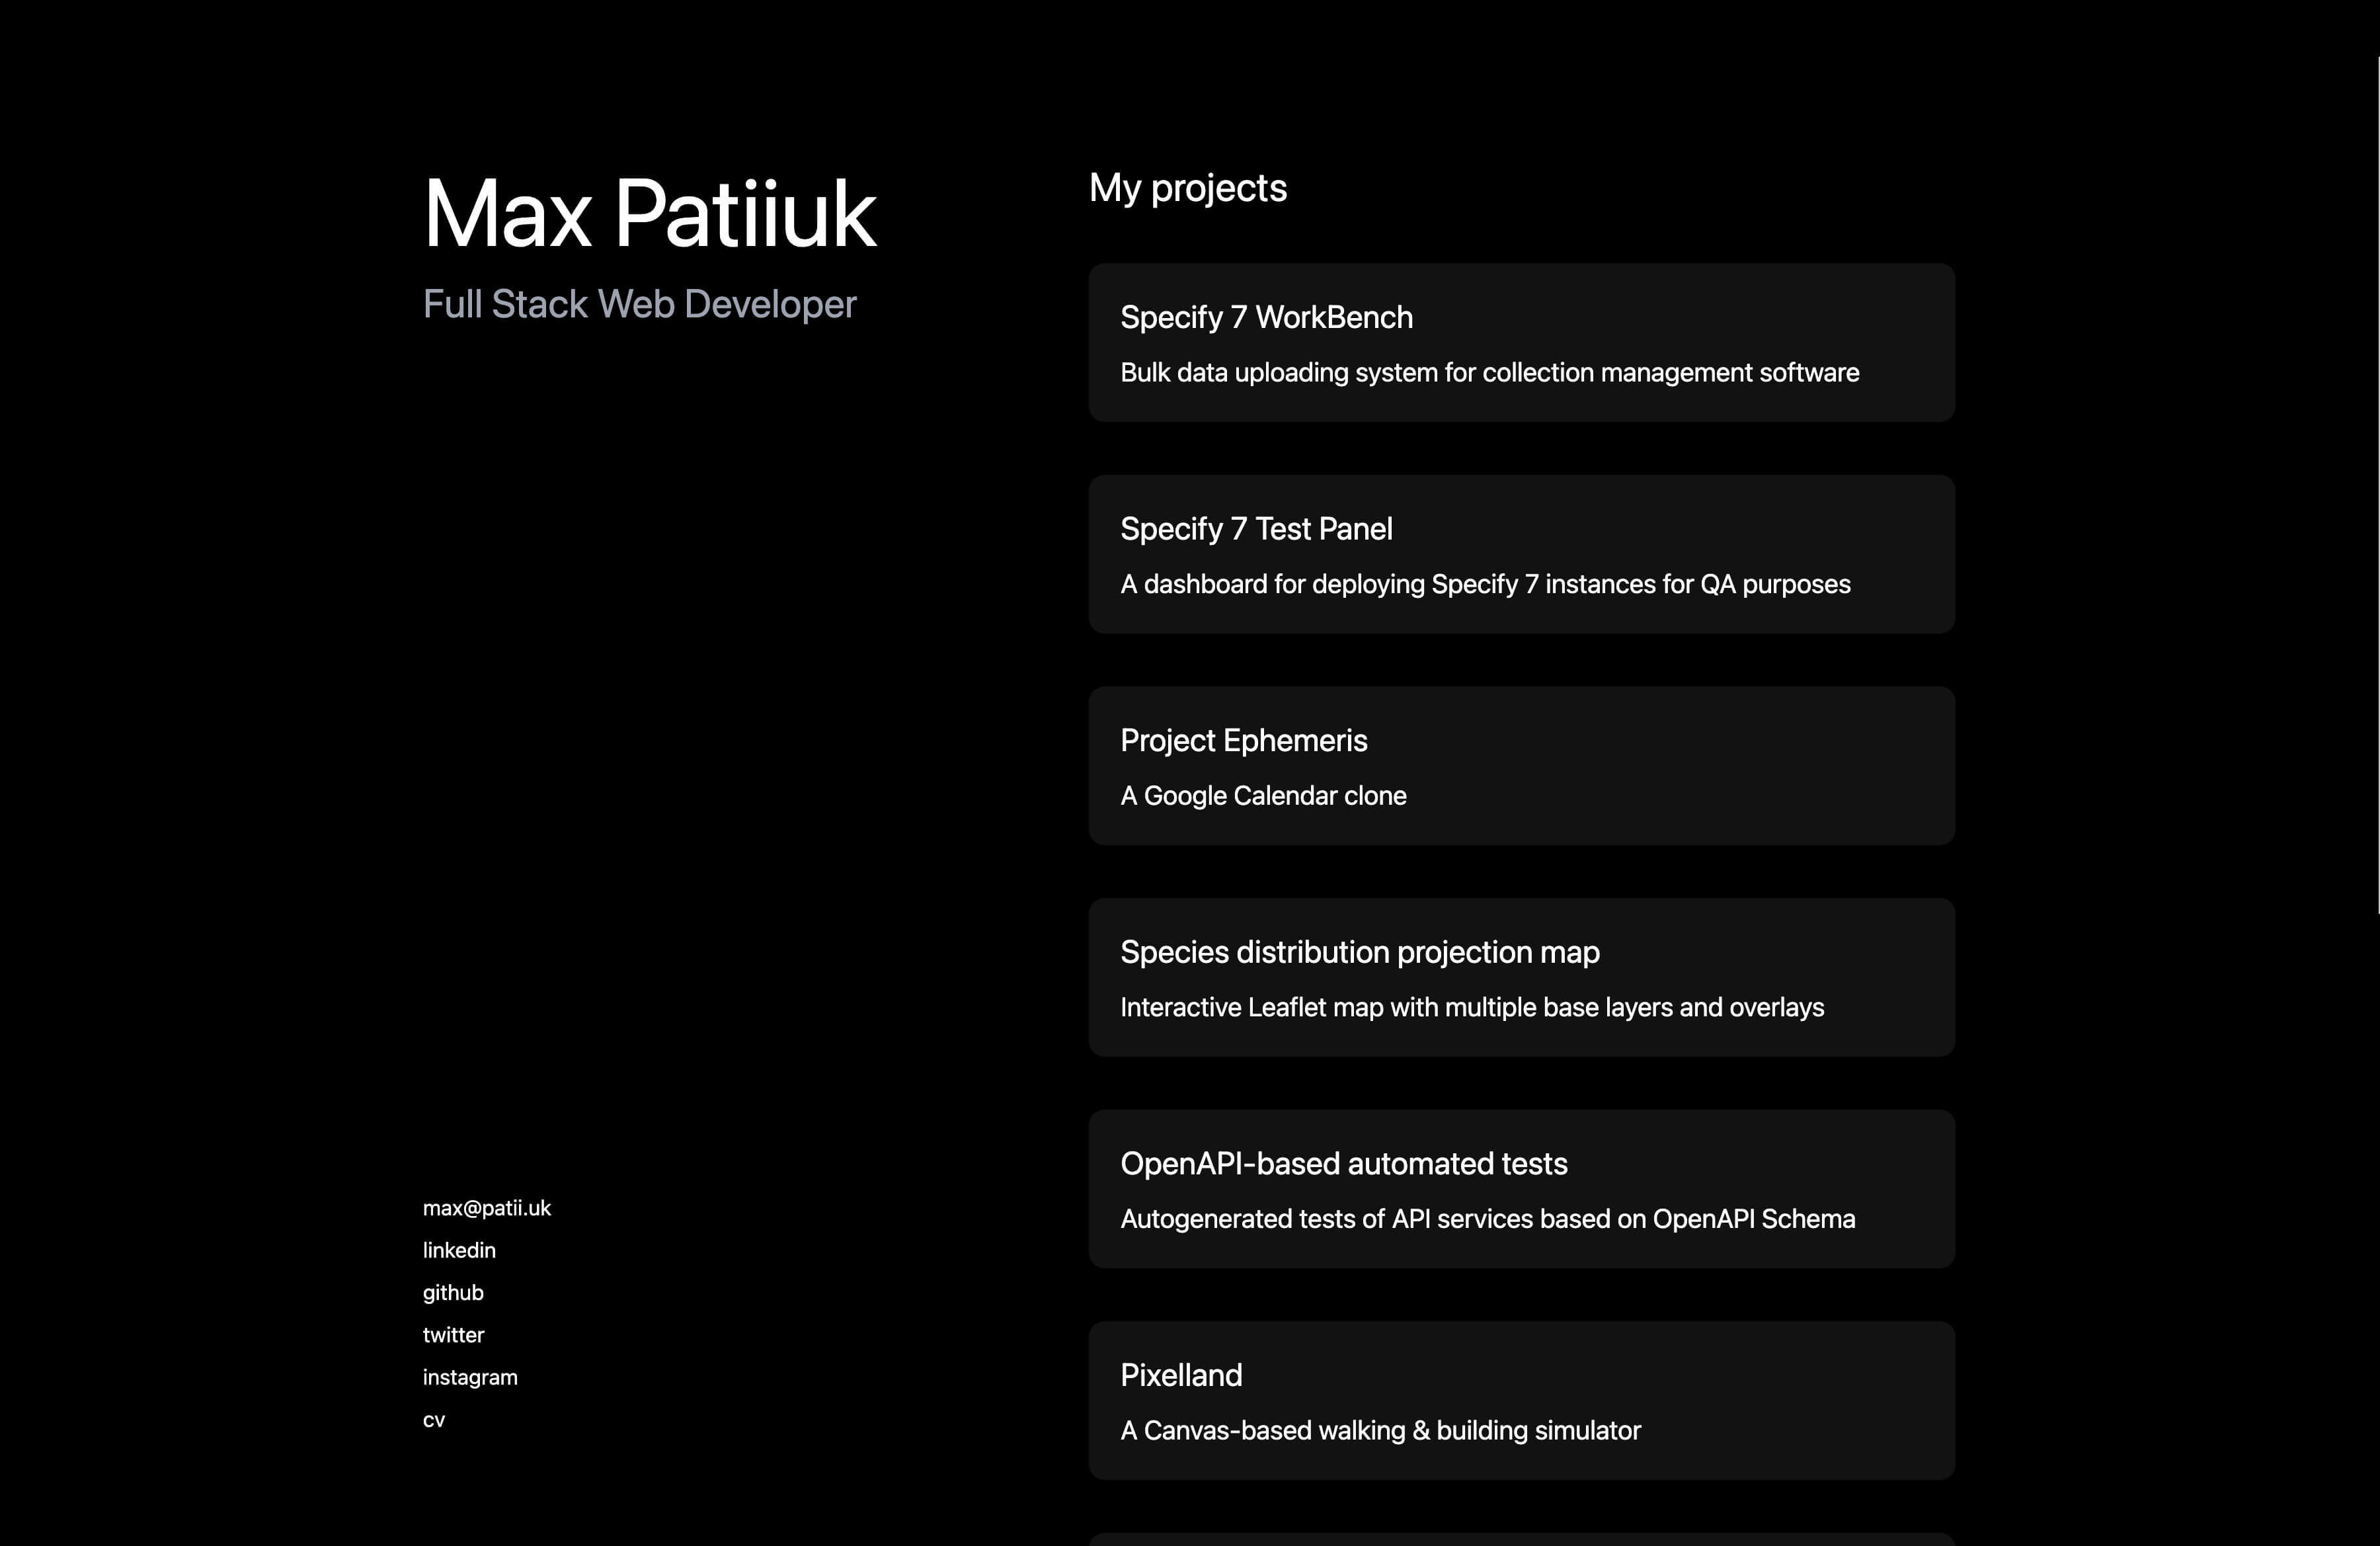 Max Patiiuk
Full Stack Web Developer
max@patii.uk
linkedin
github
twitter
instagram
cv
My projects
Specify 7 WorkBench
Bulk data uploading system for collection management software
Specify 7 Test Panel
A dashboard for deploying Specify 7 instances for QA purposes
Project Ephemeris
A Google Calendar clone
Species distribution projection map
Interactive Leaflet map with multiple base layers and overlays
OpenAPI-based automated tests
Autogenerated tests of API services based on OpenAPI Schema
Pixelland
A Canvas-based walking & building simulator